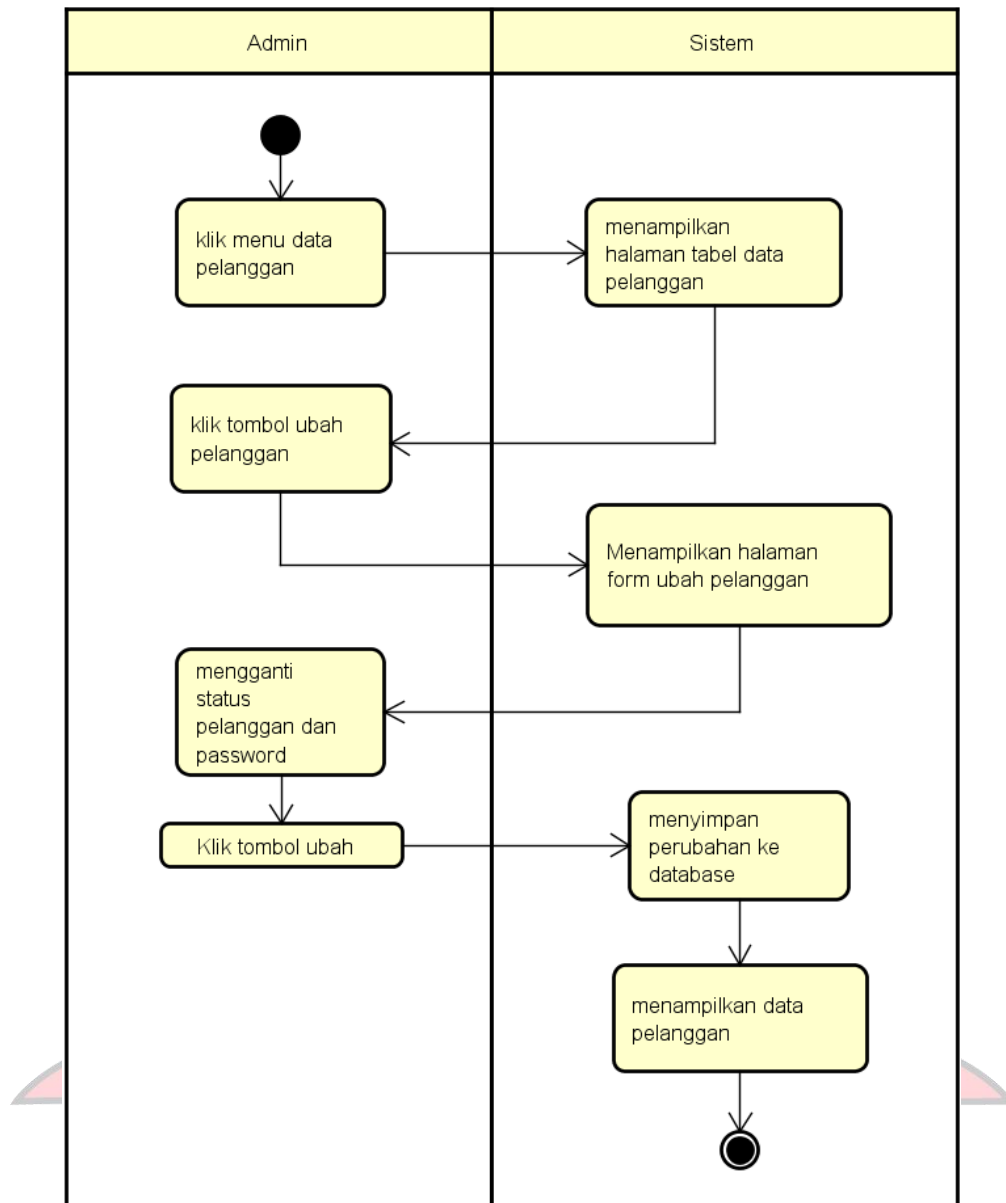 Admin
Sistem
klik menu data
pelanggan
menampilkan
halaman tabel data
pelanggan
klik tombol ubah
pelanggan
Menampilkan halaman
form ubah pelanggan
mengganti
status
pelanggan dan
password
Klik tombol ubah
menyimpan
perubahan ke
database
menampilkan data
pelanggan